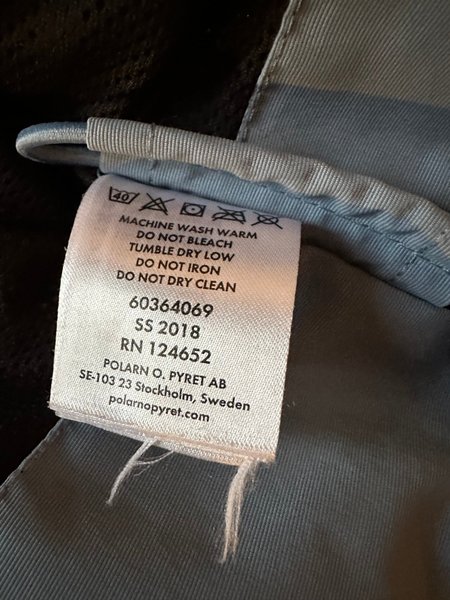 40
MACHINE WASH WARM
DO NOT BLEACH
TUMBLE DRY LOW
DO NOT IRON
DO NOT DRY CLEAN
60364069
SS 2018
RN 124652
POLARN O. PYRET AB
SE-103 23 Stockholm, Sweden
polarnopyret.com